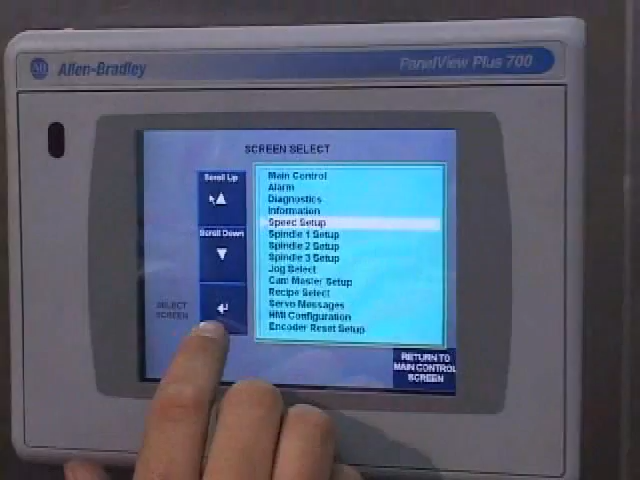 AB Allen-Bradley
PanelView Plus 700
SCREEN SELECT
Scroll Up
Scroll Down
SELECT
SCREEN
Main Control
Alarm
Diagnostics
Information
Speed Setup
Spindle 1 Setup
Spindle 2 Setup
Spindle 3 Setup
Jog Select
Cam Master Setup
Recipe Select
Servo Messages
HMI Configuration
Encoder Reset Setup
RETURN TO
MAIN CONTROL
SCREEN